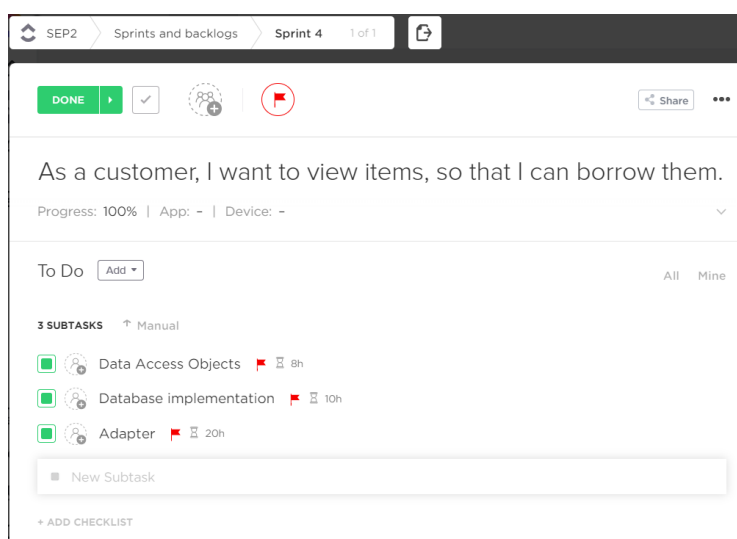 SEP2 Sprints and backlogs Sprint 4 1 of 1
DONE Share
As a customer, I want to view items, so that I can borrow them.
Progress: 100% | App: – | Device: –
To Do Add All Mine
3 SUBTASKS Manual
Data Access Objects 8h
Database implementation 10h
Adapter 20h
New Subtask
+ ADD CHECKLIST